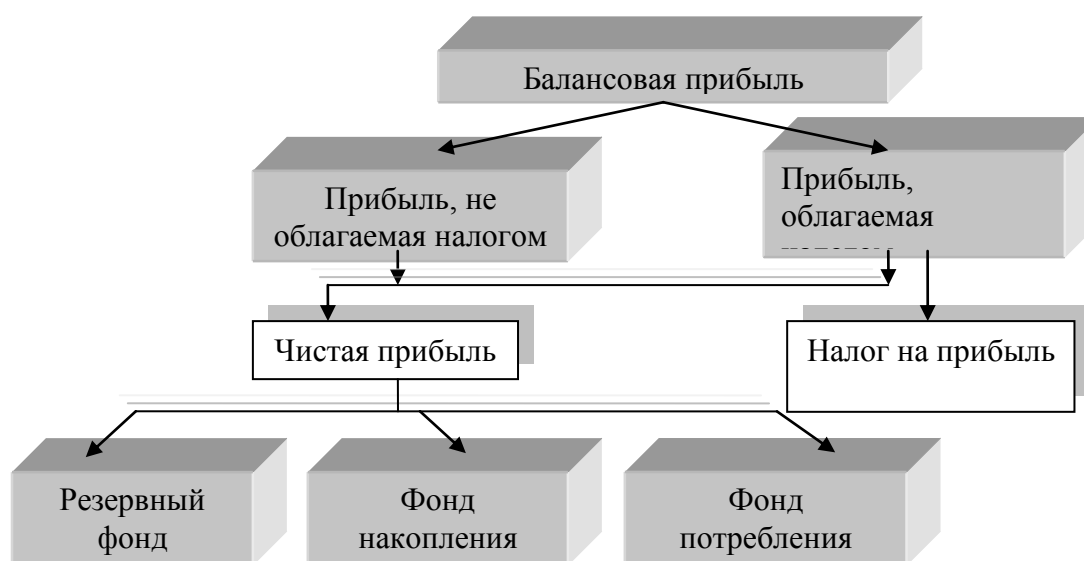 Балансовая прибыль
Прибыль, не
облагаемая налогом
Прибыль,
облагаемая
Чистая прибыль
Налог на прибыль
Резервный
фонд
Фонд
накопления
Фонд
потребления